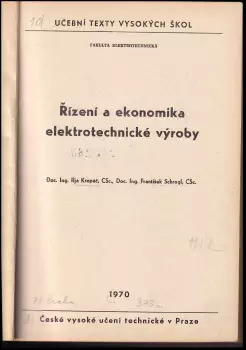 UČEBNÍ TEXTY VYSOKÝCH ŠKOL
FAKULTA ELEKTROTECHNICKÁ
Řízení a ekonomika
elektrotechnické výroby
Doc. Ing. Ilja Krepat, CSc., Doc. Ing. František Schrogl, CSc.
1970
České vysoké učení technické v Praze